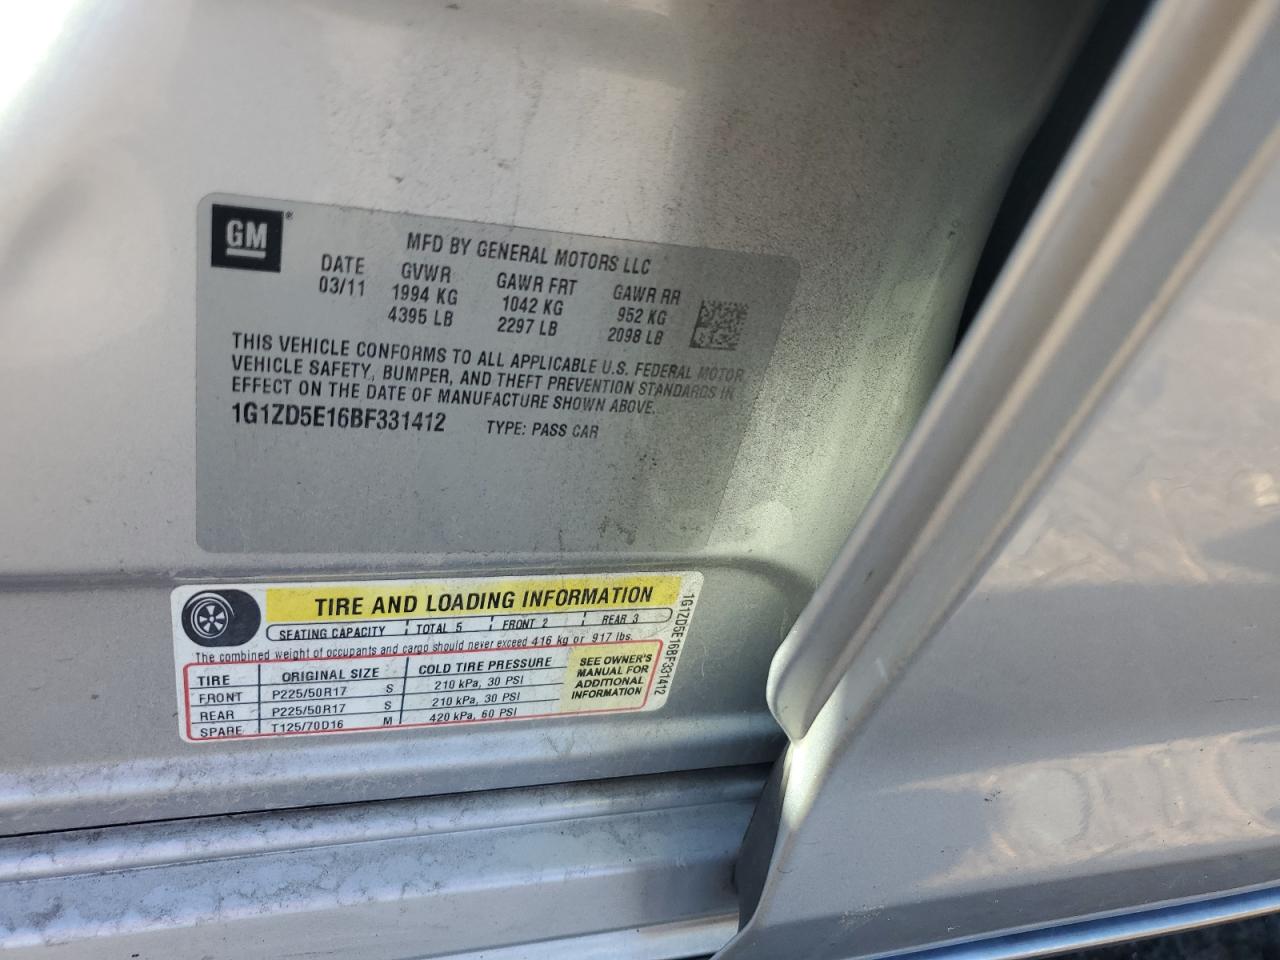 GM®
MFD BY GENERAL MOTORS LLC
DATE GVWR GAWR FRT GAWR RR
03/11 1994 KG 1042 KG 952 KG
4395 LB 2297 LB 2098 LB
THIS VEHICLE CONFORMS TO ALL APPLICABLE U.S. FEDERAL MOTOR
VEHICLE SAFETY, BUMPER, AND THEFT PREVENTION STANDARDS IN
EFFECT ON THE DATE OF MANUFACTURE SHOWN ABOVE.
1G1ZD5E16BF331412 TYPE: PASS CAR
TIRE AND LOADING INFORMATION
SEATING CAPACITY TOTAL 5 FRONT 2 REAR 3
The combined weight of occupants and cargo should never exceed 416 kg or 917 lbs.
TIRE ORIGINAL SIZE COLD TIRE PRESSURE
FRONT P225/50R17 S 210 kPa, 30 PSI
REAR P225/50R17 S 210 kPa, 30 PSI
SPARE T125/70D16 M 420 kPa, 60 PSI
SEE OWNER'S
MANUAL FOR
ADDITIONAL
INFORMATION
1G1ZD5E16BF331412